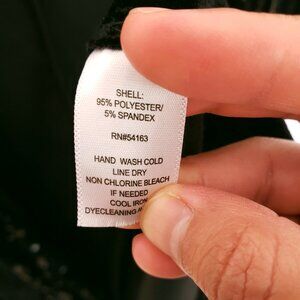 SHELL:
95% POLYESTER/
5% SPANDEX
RN#54163
HAND WASH COLD
LINE DRY
NON CHLORINE BLEACH
IF NEEDED
COOL IRON
DYECLEANING